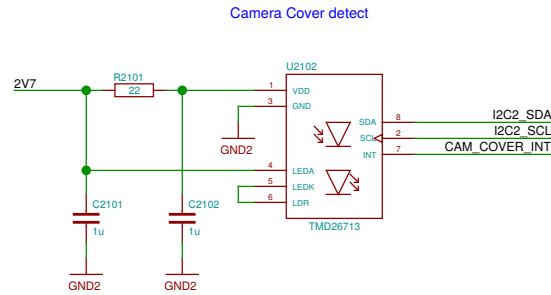 Camera Cover detect
U2102
2V7
R2101
22
1
VDD
3
GND
GND2
SDA
8
I2C2_SDA
SCL
2
I2C2_SCL
INT
7
CAM_COVER_INT
4
LEDA
5
LEDK
6
LDR
TMD26713
C2101
1u
GND2
C2102
1u
GND2